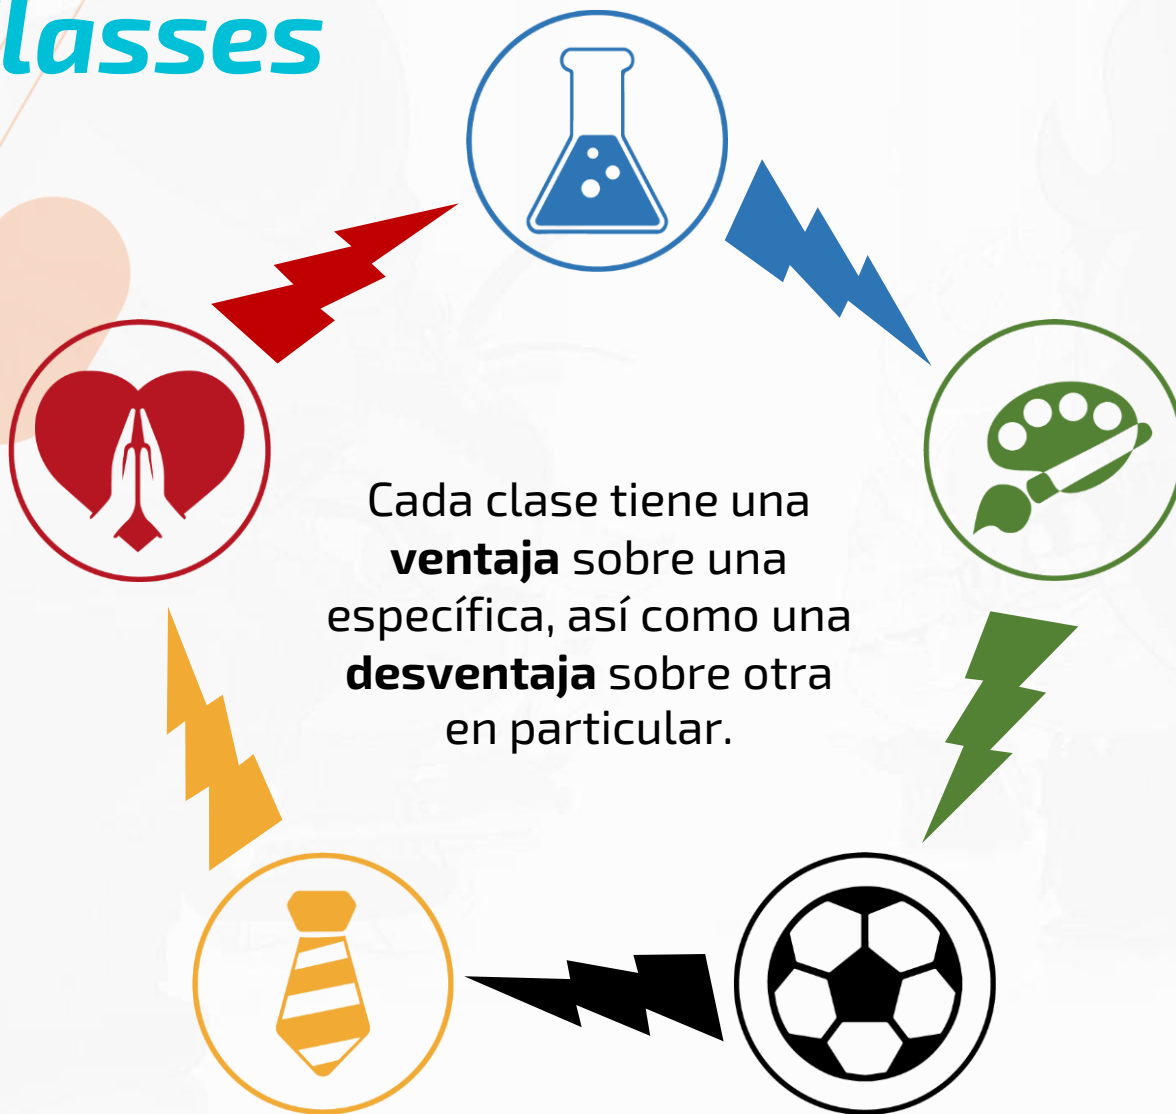 lasses
Cada clase tiene una
ventaja sobre una
específica, así como una
desventaja sobre otra
en particular.